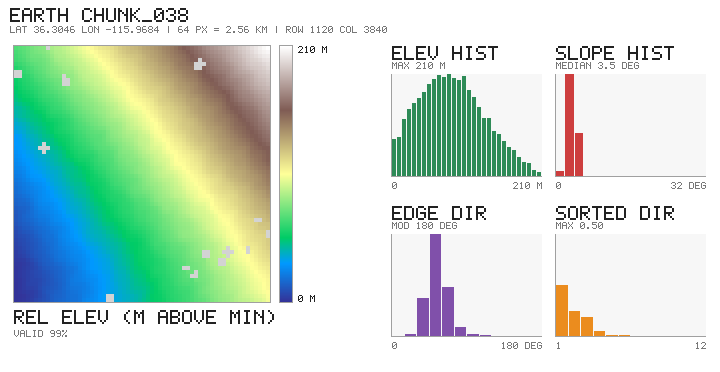 EARTH CHUNK_038
LAT 36.3046 LON -115.9684 | 64 PX = 2.56 KM | ROW 1120 COL 3840
210 M
0 M
REL ELEV (M ABOVE MIN)
VALID 99%
ELEV HIST
MAX 210 M
0 210 M
SLOPE HIST
MEDIAN 3.5 DEG
0 32 DEG
EDGE DIR
MOD 180 DEG
0 180 DEG
SORTED DIR
MAX 0.50
1 12